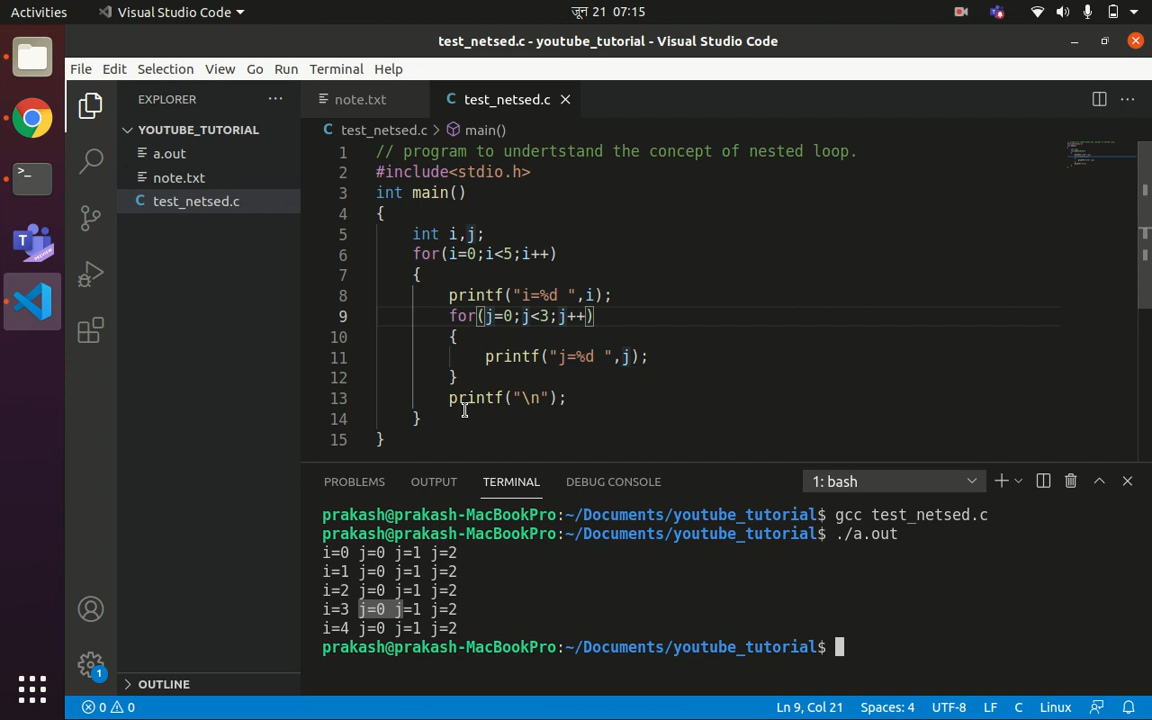 Activities Visual Studio Code जून 21 07:15
test_netsed.c - youtube_tutorial - Visual Studio Code
File Edit Selection View Go Run Terminal Help
EXPLORER ··· note.txt C test_netsed.c
YOUTUBE_TUTORIAL
a.out
note.txt
C test_netsed.c
OUTLINE
C test_netsed.c > main()
1 // program to undertstand the concept of nested loop.
2 #include<stdio.h>
3 int main()
4 {
5 int i,j;
6 for(i=0;i<5;i++)
7 {
8 printf("i=%d ",i);
9 for(j=0;j<3;j++)
10 {
11 printf("j=%d ",j);
12 }
13 printf("\n");
14 }
15 }
PROBLEMS OUTPUT TERMINAL DEBUG CONSOLE 1: bash
prakash@prakash-MacBookPro:~/Documents/youtube_tutorial$ gcc test_netsed.c
prakash@prakash-MacBookPro:~/Documents/youtube_tutorial$ ./a.out
i=0 j=0 j=1 j=2
i=1 j=0 j=1 j=2
i=2 j=0 j=1 j=2
i=3 j=0 j=1 j=2
i=4 j=0 j=1 j=2
prakash@prakash-MacBookPro:~/Documents/youtube_tutorial$
1
0 0 Ln 9, Col 21 Spaces: 4 UTF-8 LF C Linux